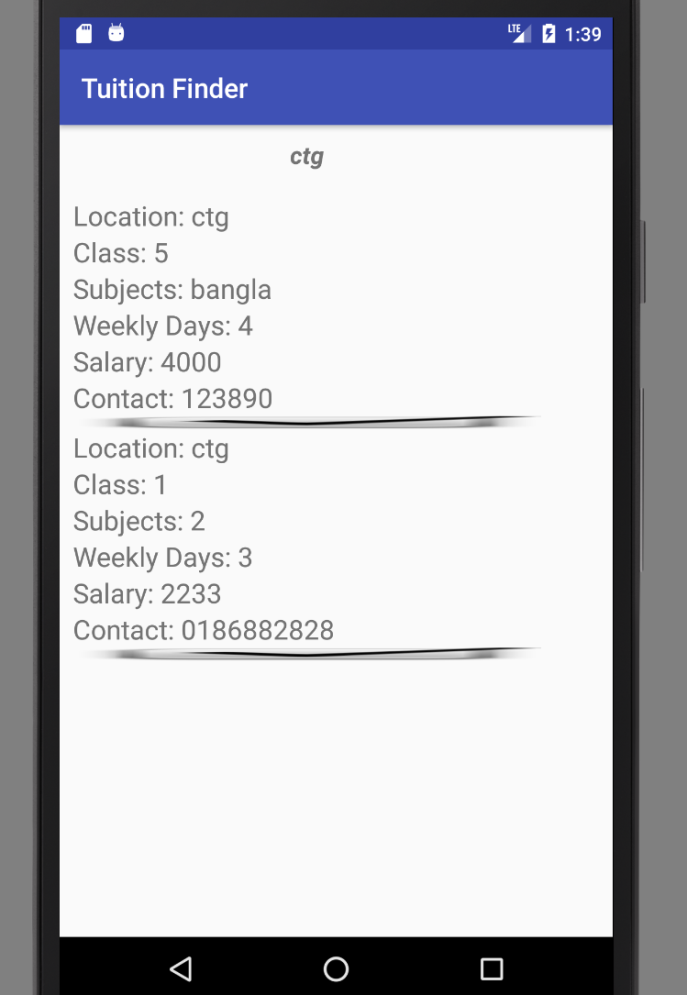 LTE 1:39
Tuition Finder
ctg
Location: ctg
Class: 5
Subjects: bangla
Weekly Days: 4
Salary: 4000
Contact: 123890
Location: ctg
Class: 1
Subjects: 2
Weekly Days: 3
Salary: 2233
Contact: 0186882828